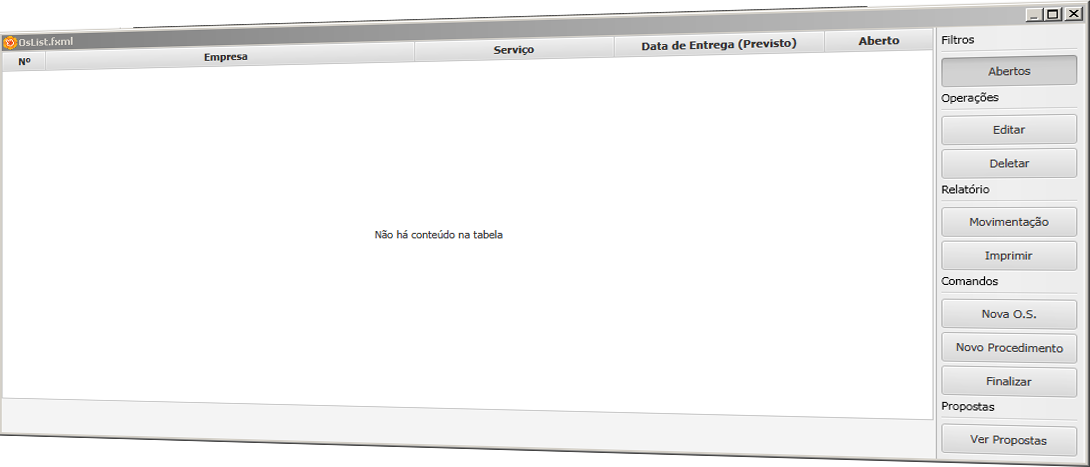 OsList.fxml
Nº Empresa Serviço Data de Entrega (Previsto) Aberto
Não há conteúdo na tabela
Filtros
Abertos
Operações
Editar
Deletar
Relatório
Movimentação
Imprimir
Comandos
Nova O.S.
Novo Procedimento
Finalizar
Propostas
Ver Propostas